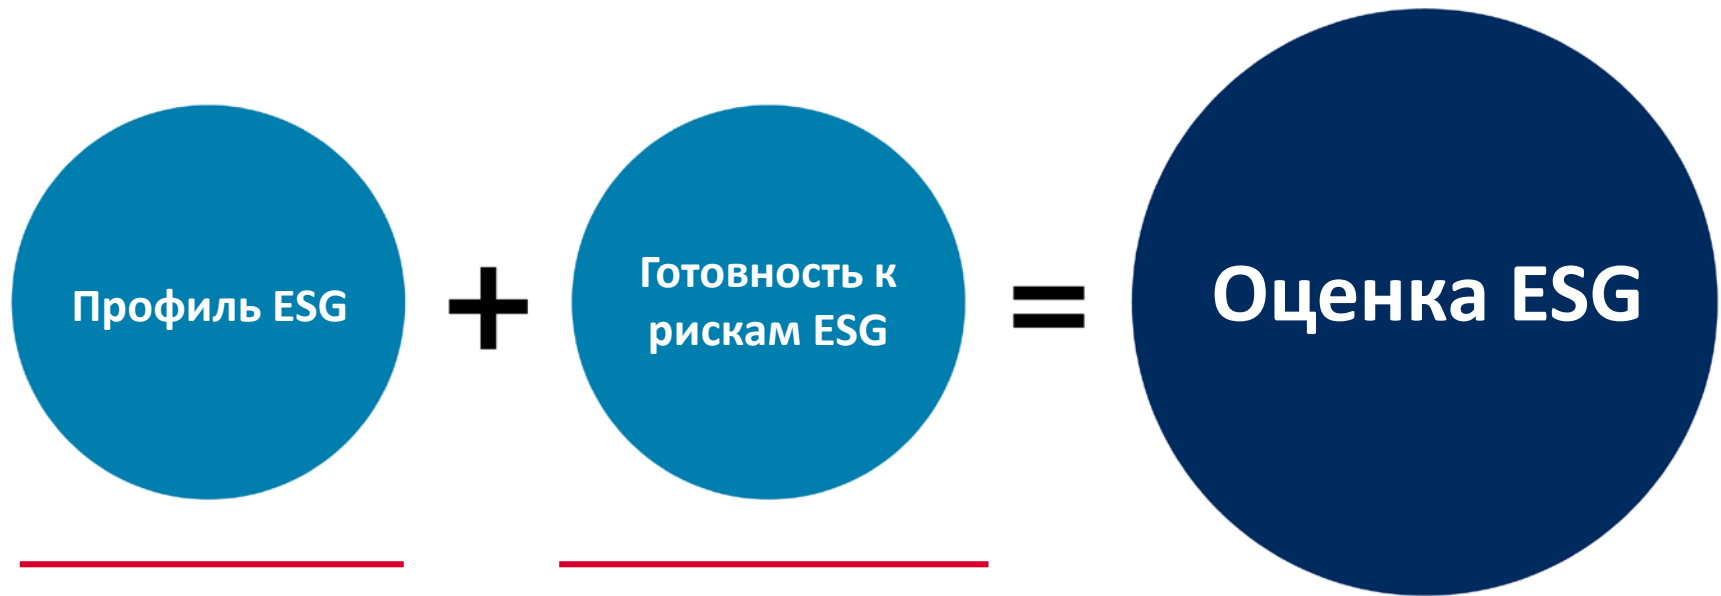 Профиль ESG
+
Готовность к
рискам ESG
=
Оценка ESG